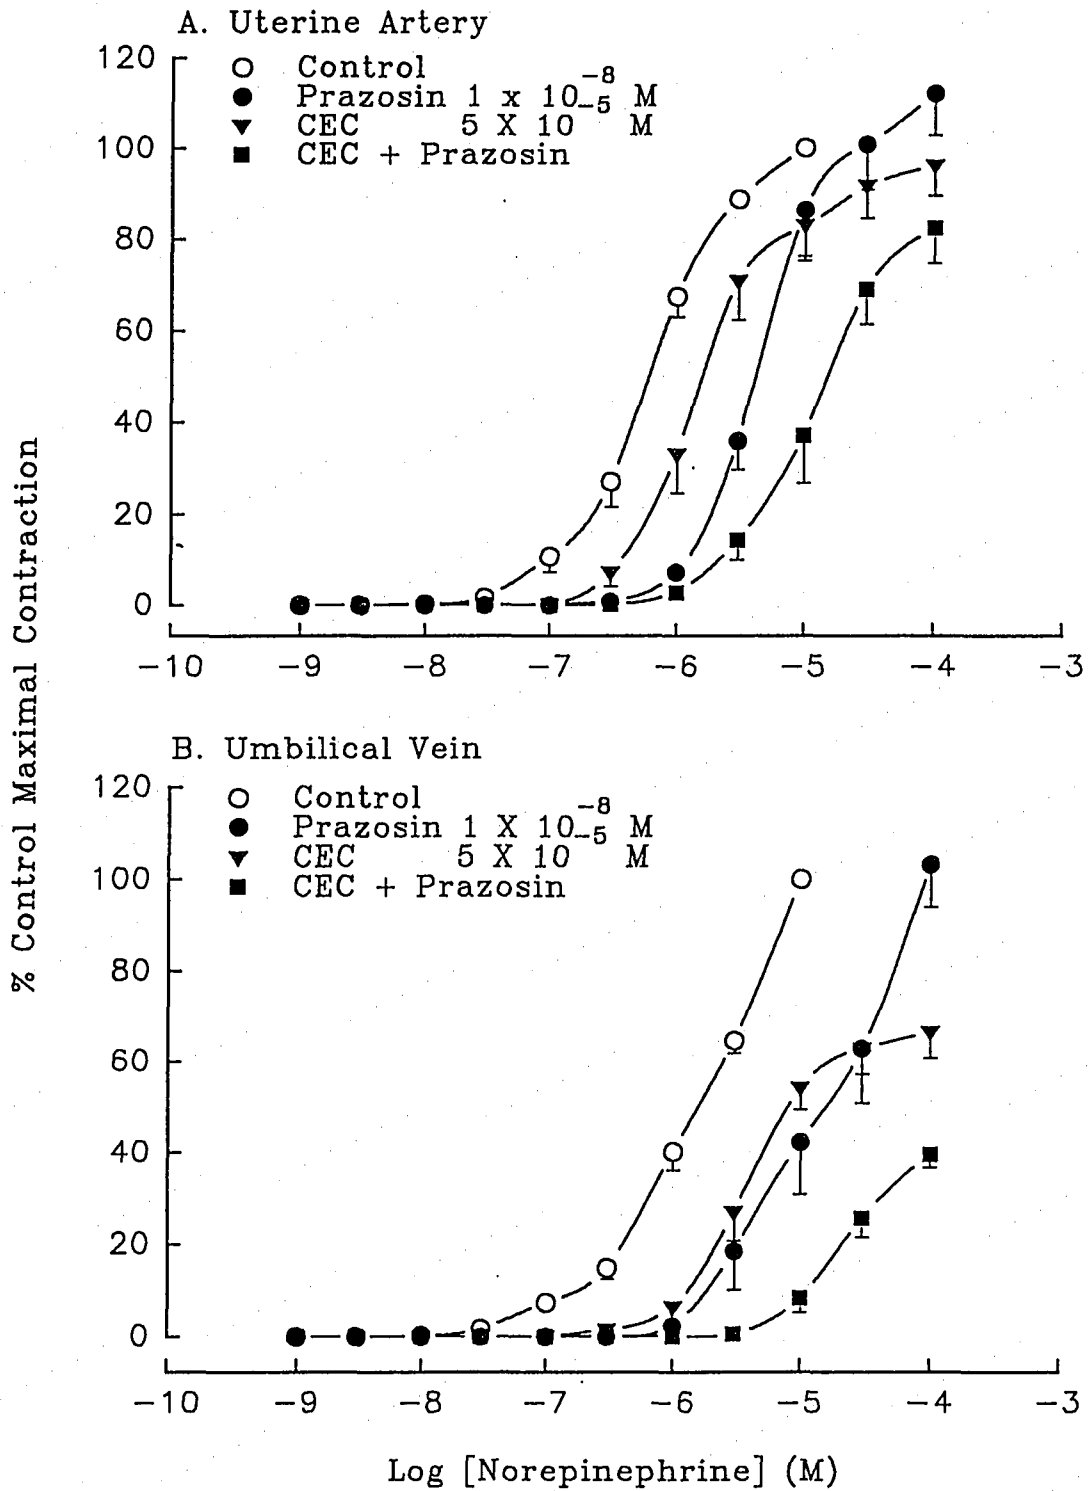 A. Uterine Artery
Control
Prazosin 1 x 10^-8 M
CEC 5 X 10^-5 M
CEC + Prazosin
120
100
80
60
40
20
0
-10 -9 -8 -7 -6 -5 -4 -3
% Control Maximal Contraction
B. Umbilical Vein
Control
Prazosin 1 X 10^-8 M
CEC 5 X 10^-5 M
CEC + Prazosin
120
100
80
60
40
20
0
-10 -9 -8 -7 -6 -5 -4 -3
Log [Norepinephrine] (M)